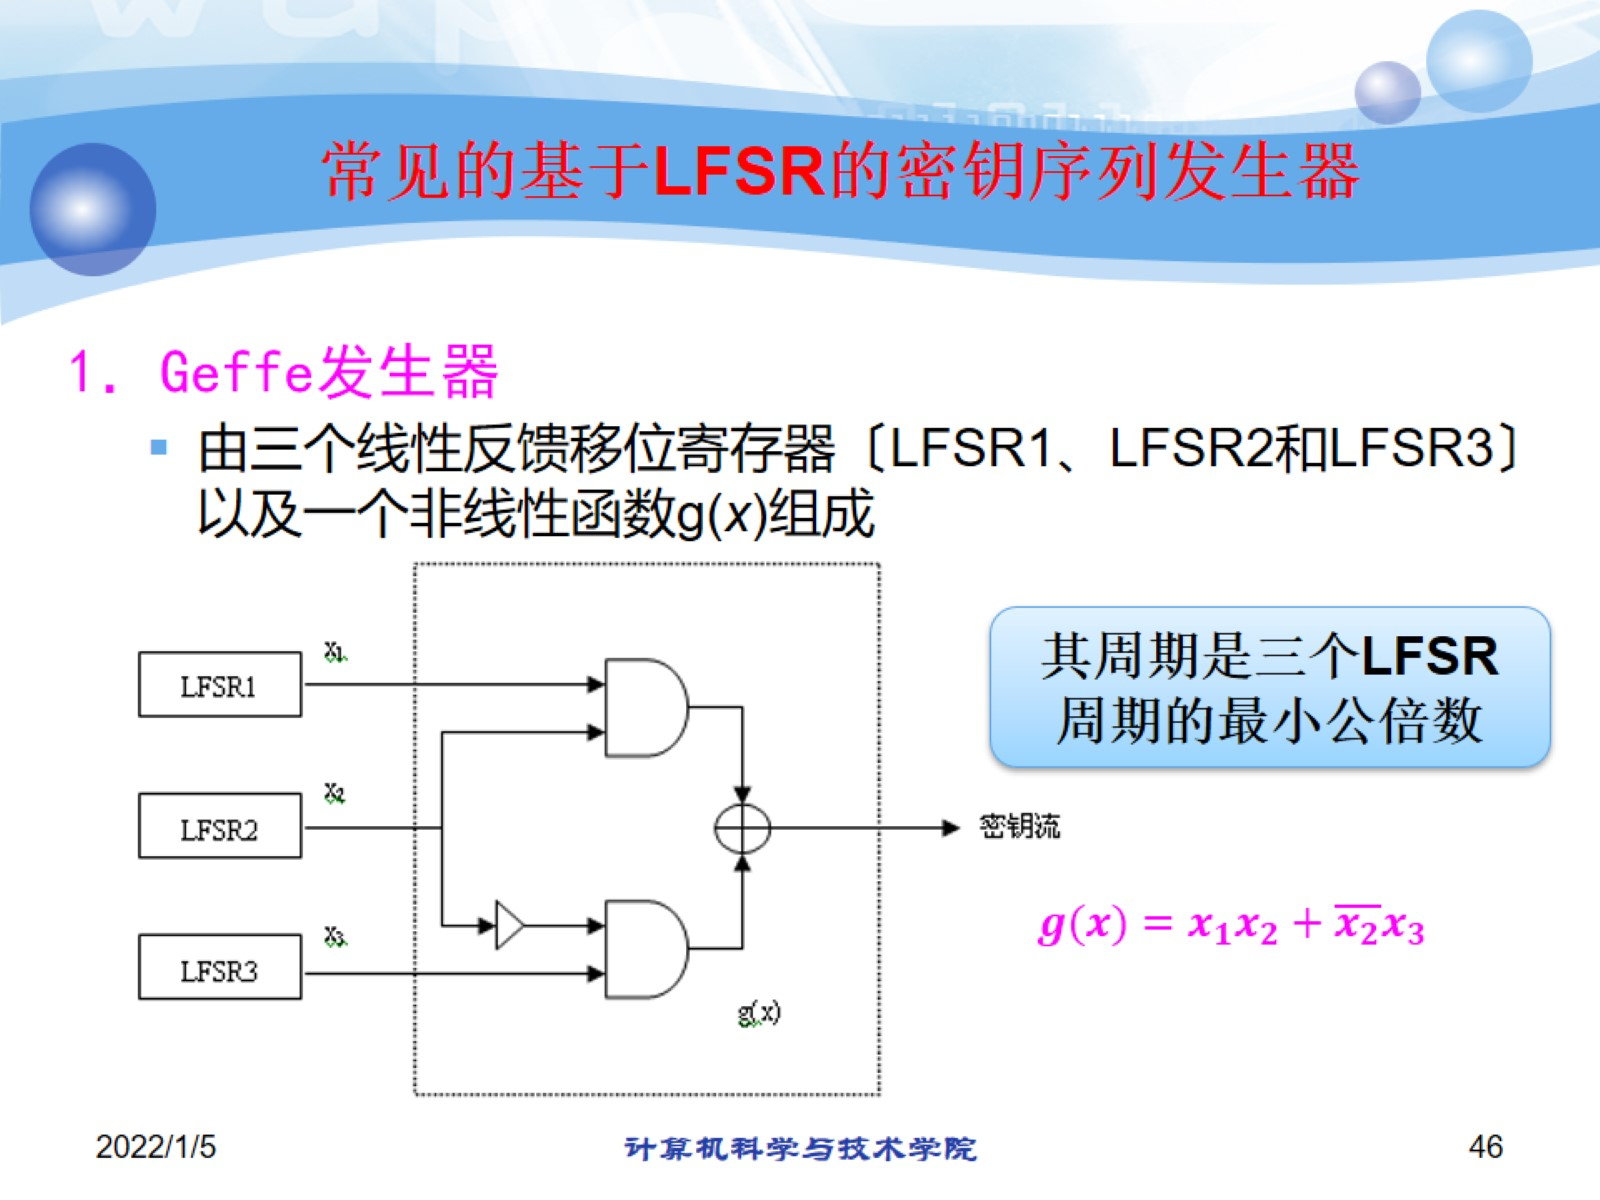 常见的基于LFSR的密钥序列发生器
1. Geffe发生器
由三个线性反馈移位寄存器〔LFSR1、LFSR2和LFSR3〕
以及一个非线性函数g(x)组成
x₁
LFSR1
x₂
LFSR2
x₃
LFSR3
g(x)
密钥流
其周期是三个LFSR
周期的最小公倍数
g(x) = x₁x₂ + x̅₂x₃
2022/1/5
计算机科学与技术学院
46